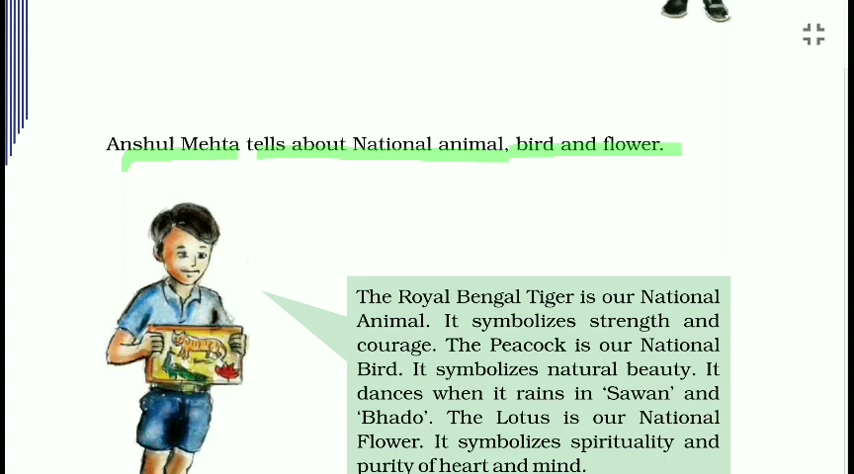 Anshul Mehta tells about National animal, bird and flower.
The Royal Bengal Tiger is our National
Animal. It symbolizes strength and
courage. The Peacock is our National
Bird. It symbolizes natural beauty. It
dances when it rains in ‘Sawan’ and
‘Bhado’. The Lotus is our National
Flower. It symbolizes spirituality and
purity of heart and mind.